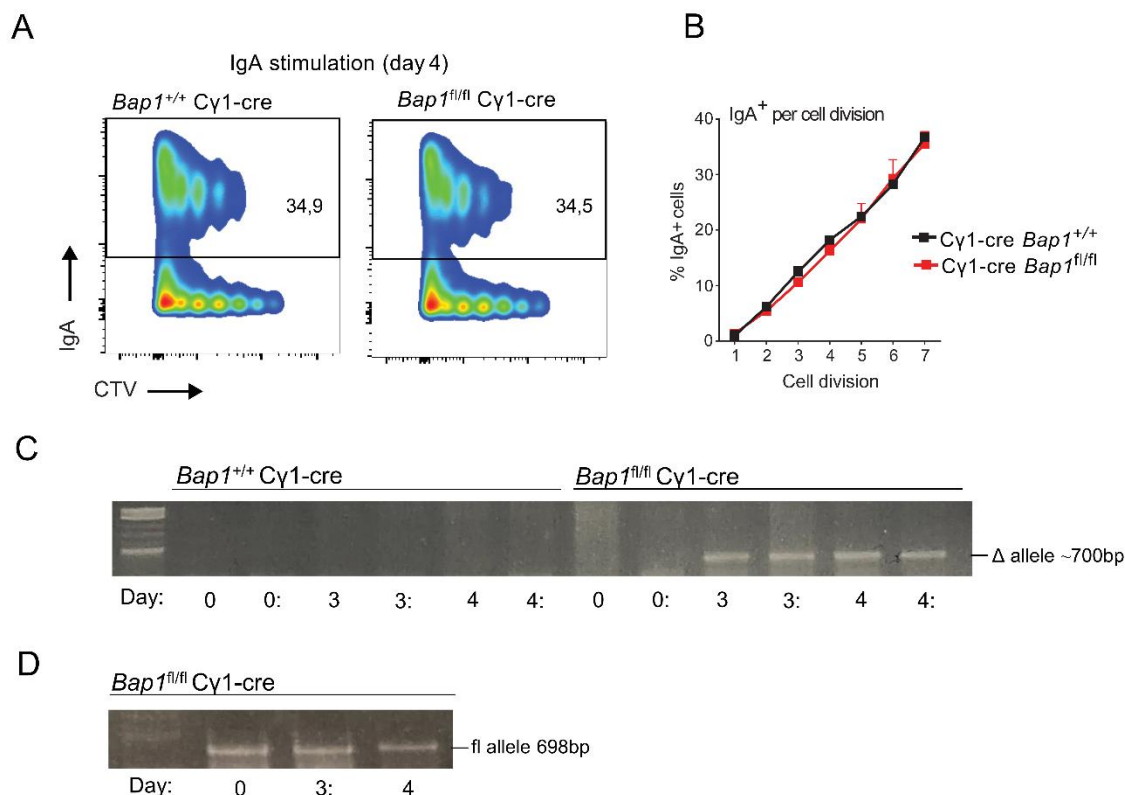 A
IgA stimulation (day 4)
Bap1+/+ Cγ1-cre
Bap1fl/fl Cγ1-cre
34,9
34,5
IgA
CTV
B
IgA+ per cell division
40
30
20
10
0
% IgA+ cells
1 2 3 4 5 6 7
Cell division
Cγ1-cre Bap1+/+
Cγ1-cre Bap1fl/fl
C
Bap1+/+ Cγ1-cre
Bap1fl/fl Cγ1-cre
Δ allele ~700bp
Day: 0 0: 3 3: 4 4: 0 0: 3 3: 4 4:
D
Bap1fl/fl Cγ1-cre
fl allele 698bp
Day: 0 3: 4